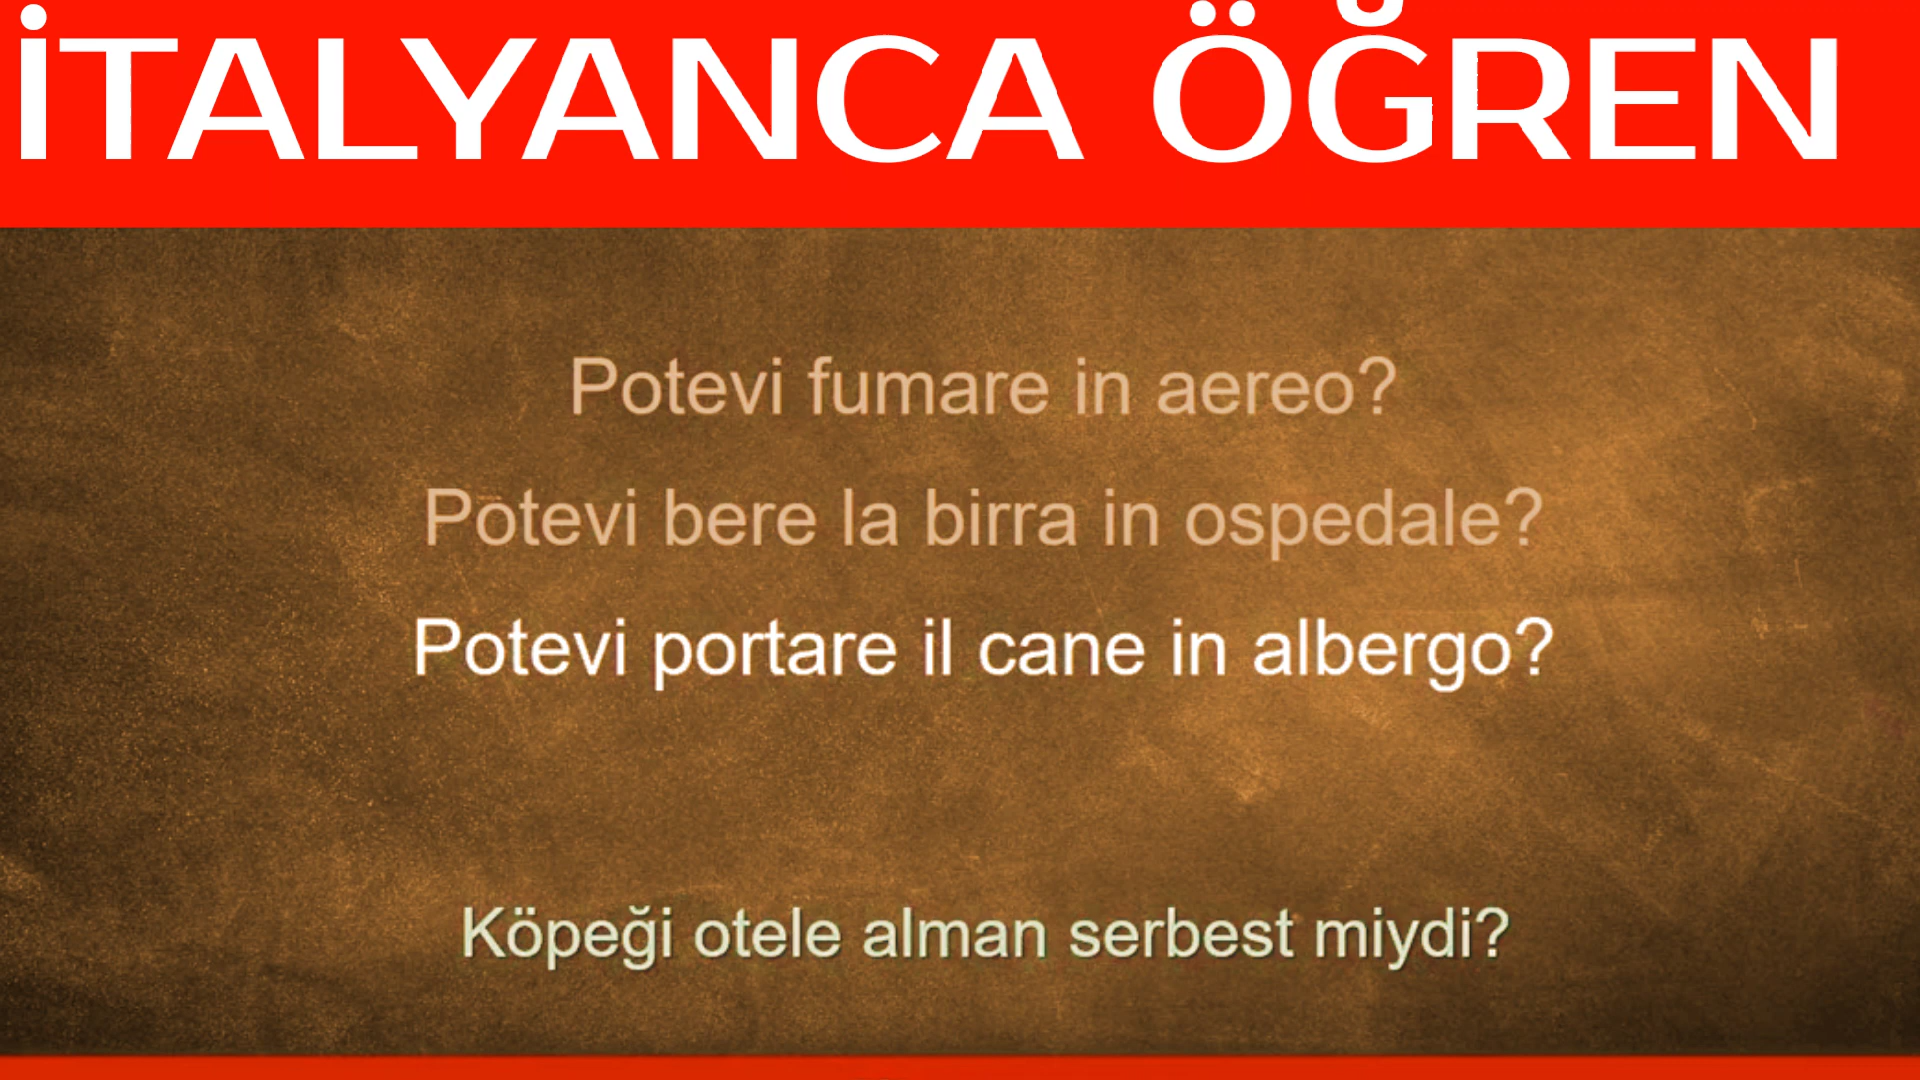 İTALYANCA ÖĞREN
Potevi fumare in aereo?
Potevi bere la birra in ospedale?
Potevi portare il cane in albergo?
Köpeği otele alman serbest miydi?